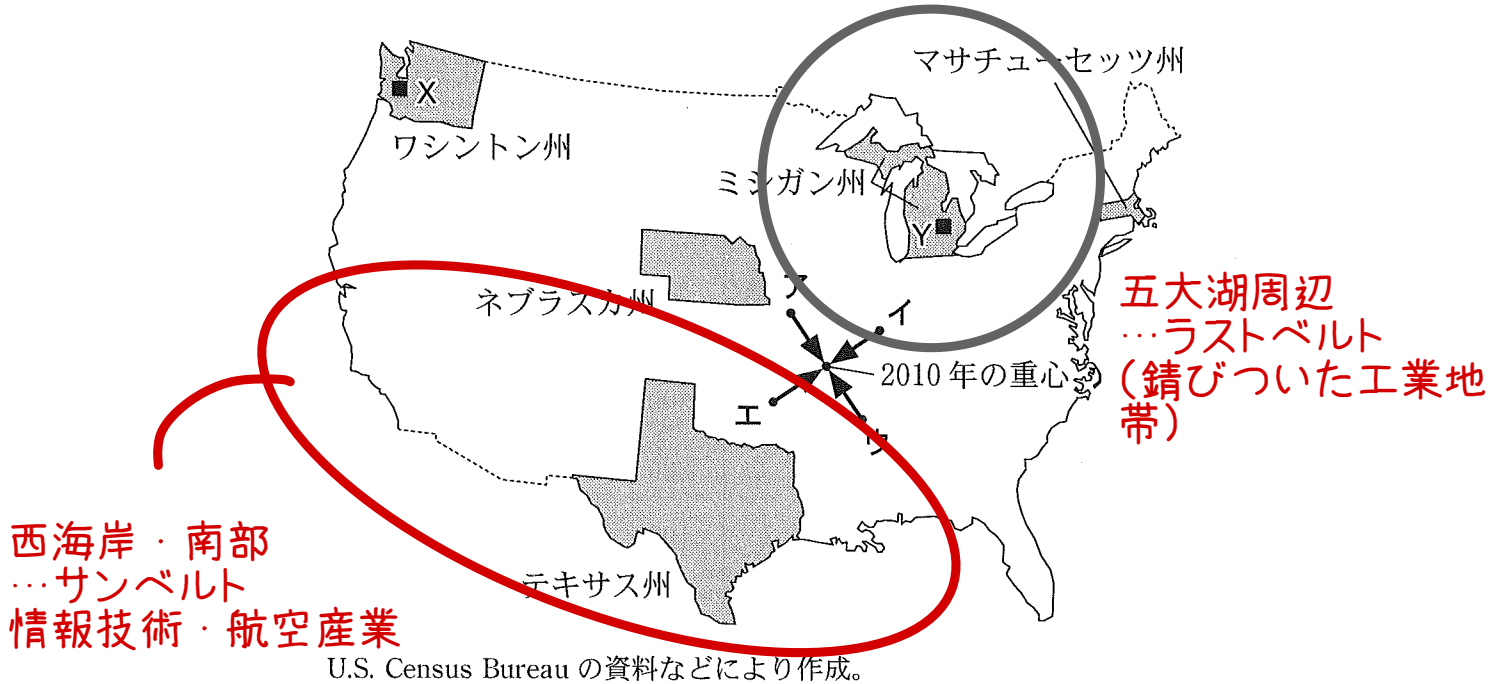 マサチューセッツ州
X
ワシントン州
ミシガン州
Y
ネブラスカ州
ア
イ
2010年の重心
エ
ウ
テキサス州
五大湖周辺
…ラストベルト
(錆びついた工業地
帯)
西海岸・南部
…サンベルト
情報技術・航空産業
U.S. Census Bureau の資料などにより作成。